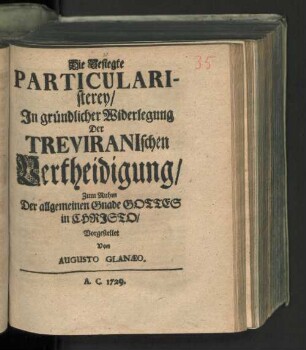 Die Besiegte
35
PARTICULARI-
sterey/
In gründlicher Widerlegung
Der
TREVIRANIschen
Vertheidigung/
Zum Ruhm
Der allgemeinen Gnade GOTTES
in CHRISTO/
Vorgestellet
Von
AUGUSTO GLANÆO.
A. C. 1729.